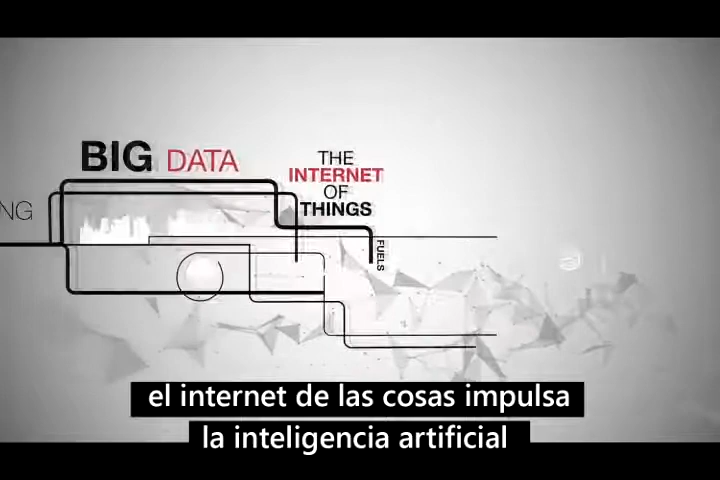 BIG DATA
THE
INTERNET
OF
THINGS
NG
FUELS
el internet de las cosas impulsa
la inteligencia artificial